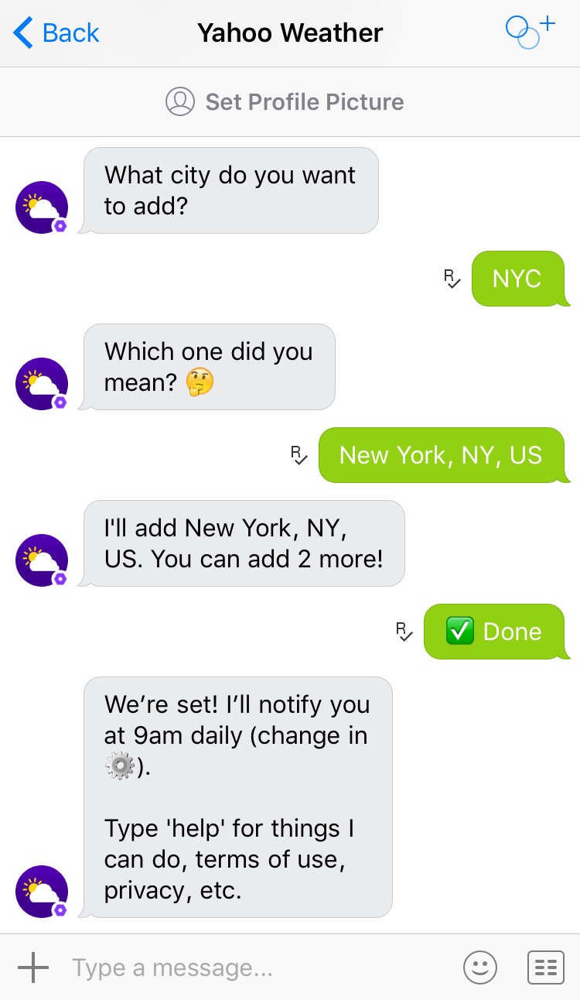 Back
Yahoo Weather
Set Profile Picture
What city do you want
to add?
R
NYC
Which one did you
mean? 🤔
R
New York, NY, US
I'll add New York, NY,
US. You can add 2 more!
R
✅ Done
We’re set! I’ll notify you
at 9am daily (change in
⚙️).
Type 'help' for things I
can do, terms of use,
privacy, etc.
Type a message...